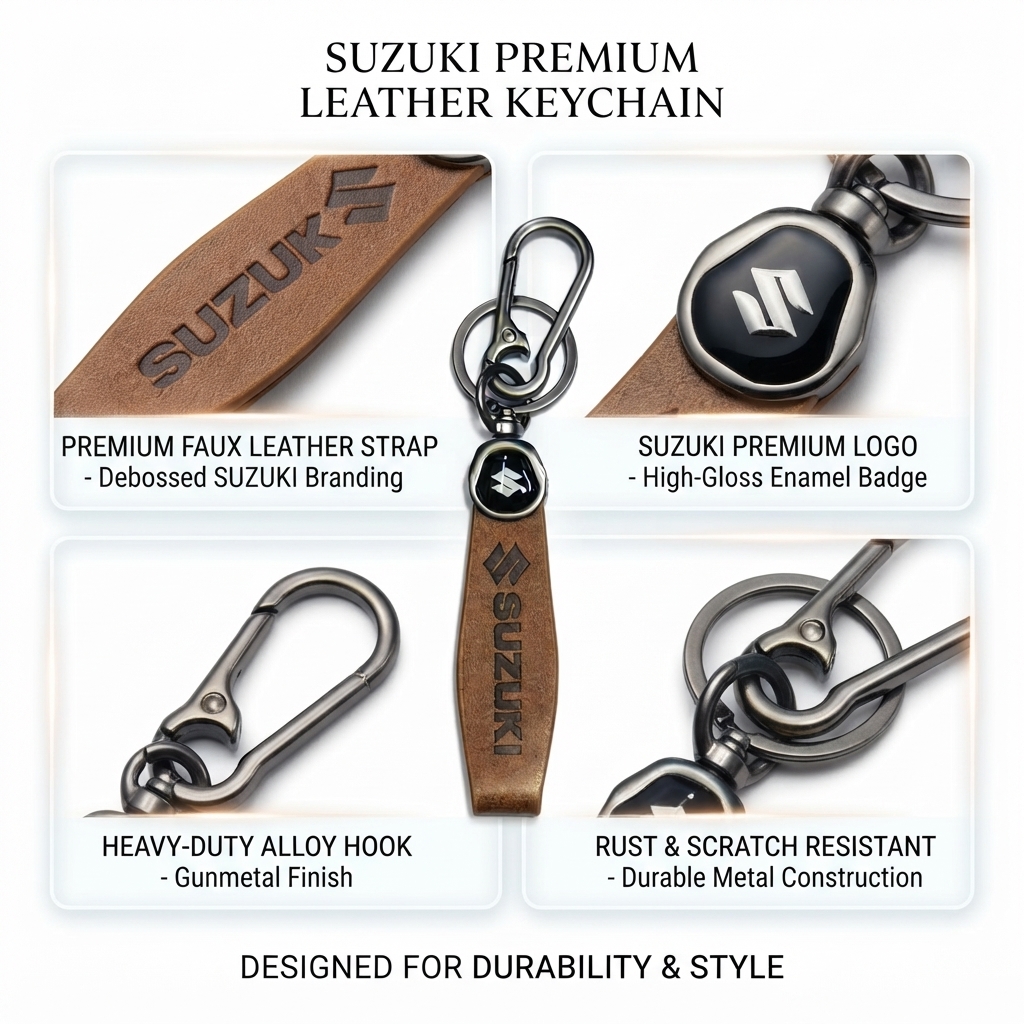 SUZUKI PREMIUM
LEATHER KEYCHAIN
SUZUK
PREMIUM FAUX LEATHER STRAP
- Debossed SUZUKI Branding
SUZUKI PREMIUM LOGO
- High-Gloss Enamel Badge
SUZUKI
HEAVY-DUTY ALLOY HOOK
- Gunmetal Finish
RUST & SCRATCH RESISTANT
- Durable Metal Construction
DESIGNED FOR DURABILITY & STYLE